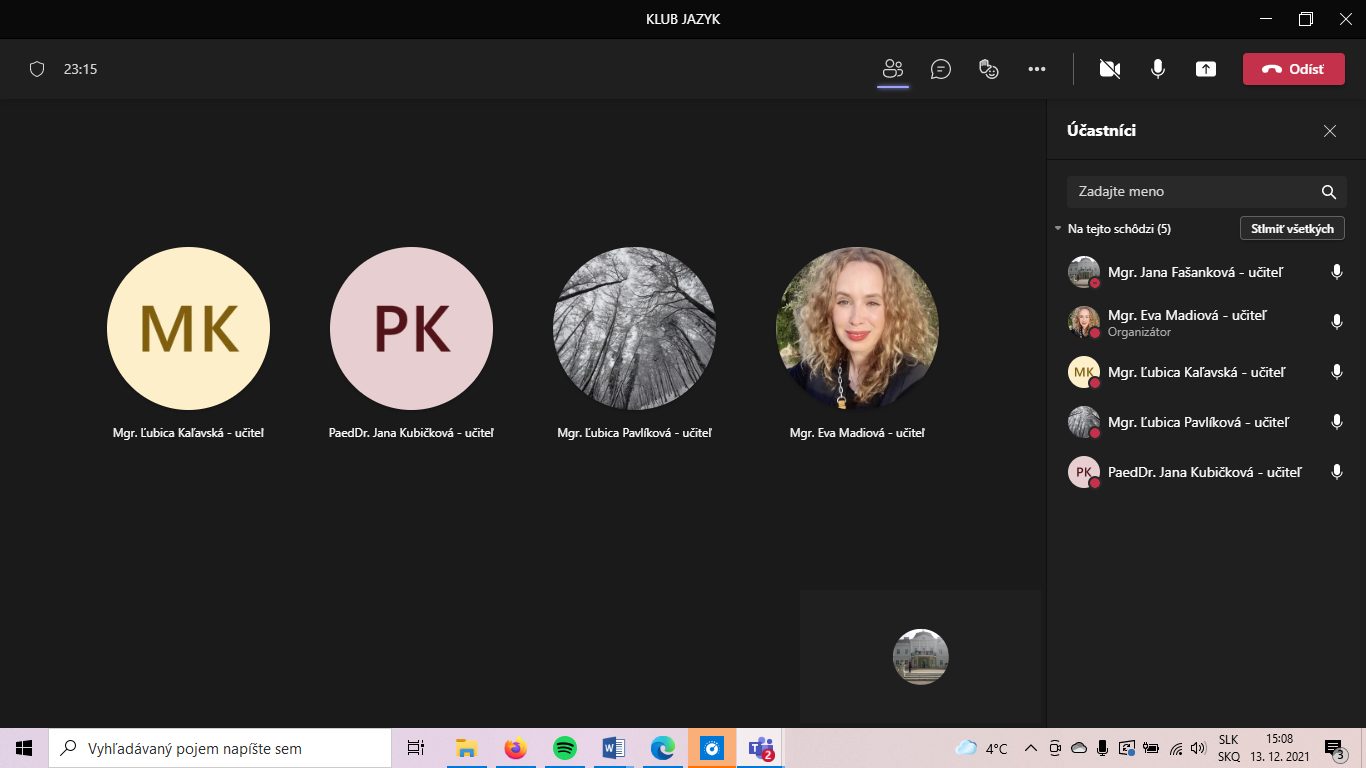 KLUB JAZYK
23:15
Odísť
Účastníci
Zadajte meno
Na tejto schôdzi (5)
Stlmiť všetkých
Mgr. Jana Fašanková - učiteľ
Mgr. Eva Madiová - učiteľ
Organizátor
MK
Mgr. Ľubica Kaľavská - učiteľ
Mgr. Ľubica Pavlíková - učiteľ
PK
PaedDr. Jana Kubičková - učiteľ
MK
PK
Mgr. Ľubica Kaľavská - učiteľ
PaedDr. Jana Kubičková - učiteľ
Mgr. Ľubica Pavlíková - učiteľ
Mgr. Eva Madiová - učiteľ
Vyhľadávaný pojem napíšte sem
2
4°C
SLK
SKQ
15:08
13. 12. 2021
3